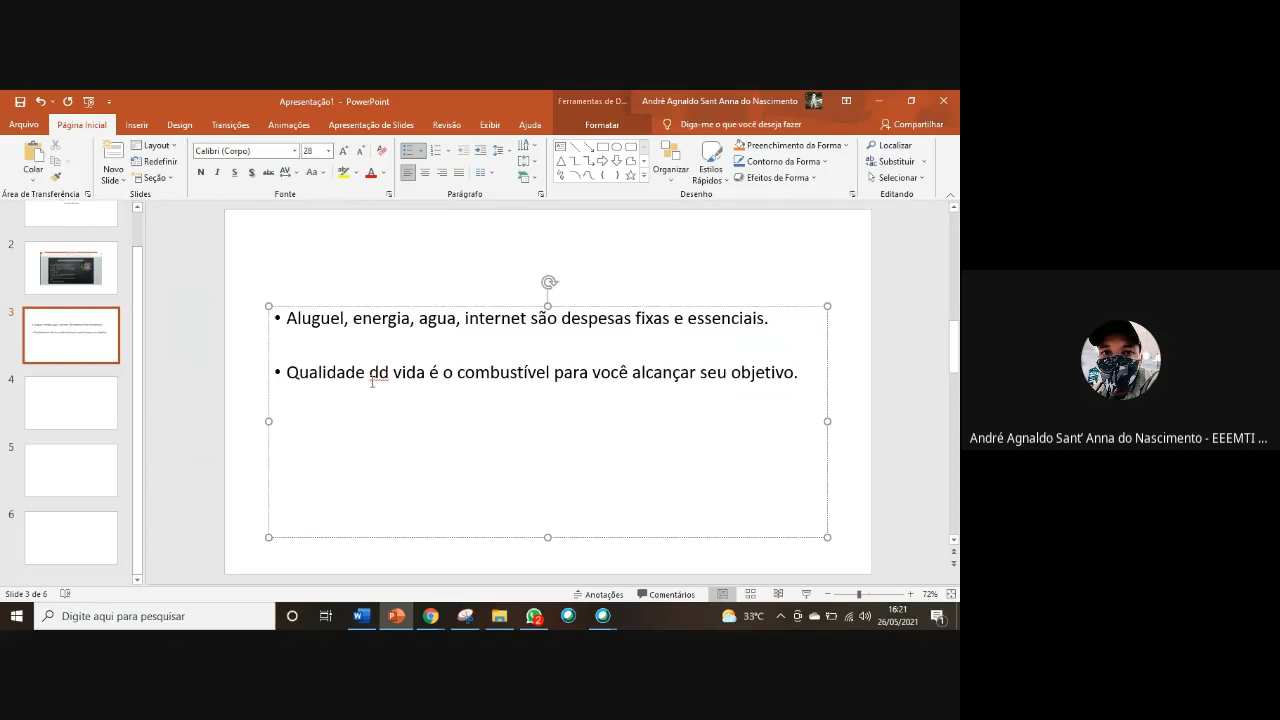 Apresentação1 - PowerPoint
Ferramentas de D...
André Agnaldo Sant Anna do Nascimento
Arquivo
Página Inicial
Inserir
Design
Transições
Animações
Apresentação de Slides
Revisão
Exibir
Ajuda
Formatar
Diga-me o que você deseja fazer
Compartilhar
Colar
Novo
Slide
Layout
Redefinir
Seção
Calibri (Corpo)
28
N I S S abc AV Aa A
Organizar
Estilos
Rápidos
Preenchimento da Forma
Contorno da Forma
Efeitos de Forma
Localizar
Substituir
Selecionar
Área de Transferência
Slides
Fonte
Parágrafo
Desenho
Editando
2
3
4
5
6
• Aluguel, energia, agua, internet são despesas fixas e essenciais.
• Qualidade dd vida é o combustível para você alcançar seu objetivo.
André Agnaldo Sant' Anna do Nascimento - EEEMTI ...
Slide 3 de 6
Anotações
Comentários
72%
Digite aqui para pesquisar
2
33°C
16:21
26/05/2021
1